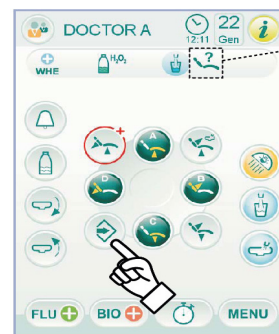 DOCTOR A
12:11
22
Gen
i
WHE
H₂O₂
?
A
D
B
C
FLU
BIO
MENU